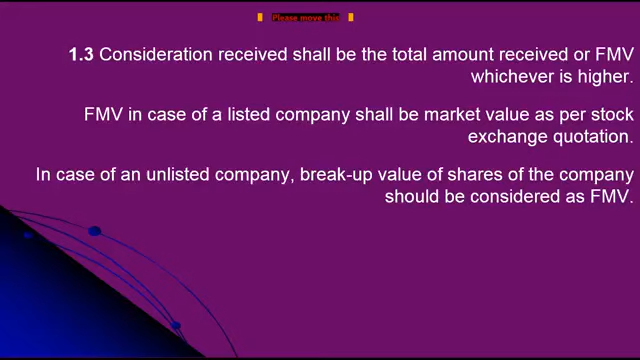 Please move this
1.3 Consideration received shall be the total amount received or FMV
whichever is higher.
FMV in case of a listed company shall be market value as per stock
exchange quotation.
In case of an unlisted company, break-up value of shares of the company
should be considered as FMV.